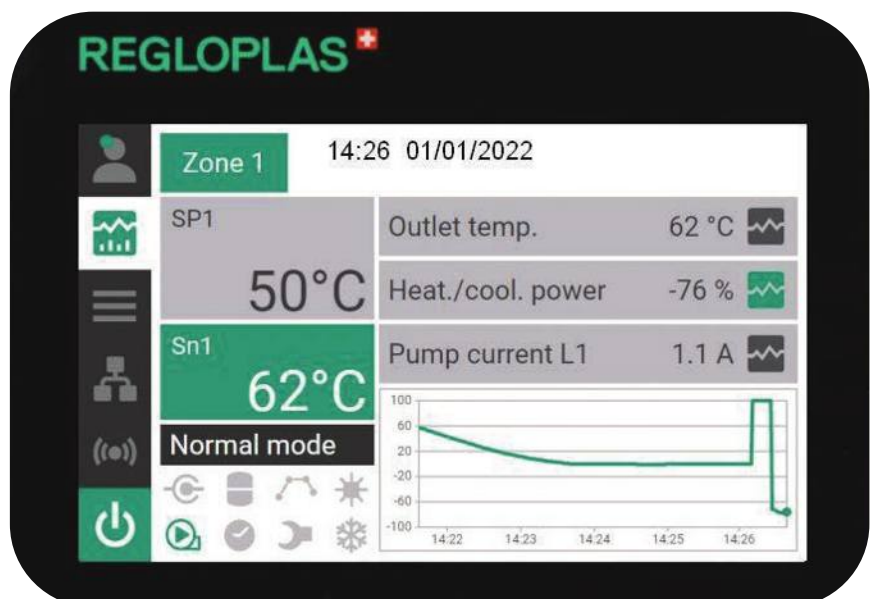 REGLOPLAS
Zone 1
14:26 01/01/2022
SP1
50°C
Sn1
62°C
Normal mode
Outlet temp. 62 °C
Heat./cool. power -76 %
Pump current L1 1.1 A
100
60
20
-20
-60
-100
14:22 14:23 14:24 14:25 14:26